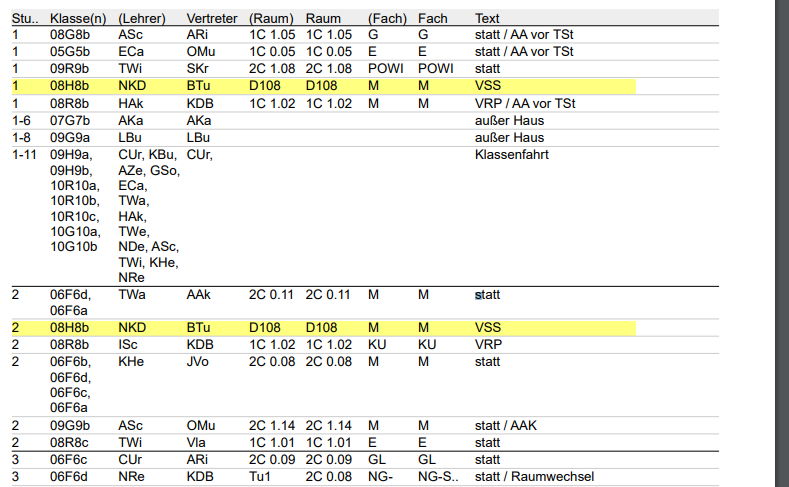 Stu.. Klasse(n) (Lehrer) Vertreter (Raum) Raum (Fach) Fach Text
1 08G8b ASc ARi 1C 1.05 1C 1.05 G G statt / AA vor TSt
1 05G5b ECa OMu 1C 0.05 1C 0.05 E E statt / AA vor TSt
1 09R9b TWi SKr 2C 1.08 2C 1.08 POWI POWI statt
1 08H8b NKD BTu D108 D108 M M VSS
1 08R8b HAk KDB 1C 1.02 1C 1.02 M M VRP / AA vor TSt
1-6 07G7b AKa AKa außer Haus
1-8 09G9a LBu LBu außer Haus
1-11 09H9a, CUr, KBu, CUr, Klassenfahrt
09H9b, AZe, GSo,
10R10a, ECa,
10R10b, TWa,
10R10c, HAk,
10G10a, TWe,
10G10b NDe, ASc,
TWi, KHe,
NRe
2 06F6d, TWa AAk 2C 0.11 2C 0.11 M M statt
06F6a
2 08H8b NKD BTu D108 D108 M M VSS
2 08R8b ISc KDB 1C 1.02 1C 1.02 KU KU VRP
2 06F6b, KHe JVo 2C 0.08 2C 0.08 M M statt
06F6d,
06F6c,
06F6a
2 09G9b ASc OMu 2C 1.14 2C 1.14 M M statt / AAK
2 08R8c TWi Vla 1C 1.01 1C 1.01 E E statt
3 06F6c CUr ARi 2C 0.09 2C 0.09 GL GL statt
3 06F6d NRe KDB Tu1 2C 0.08 NG- NG-S.. statt / Raumwechsel